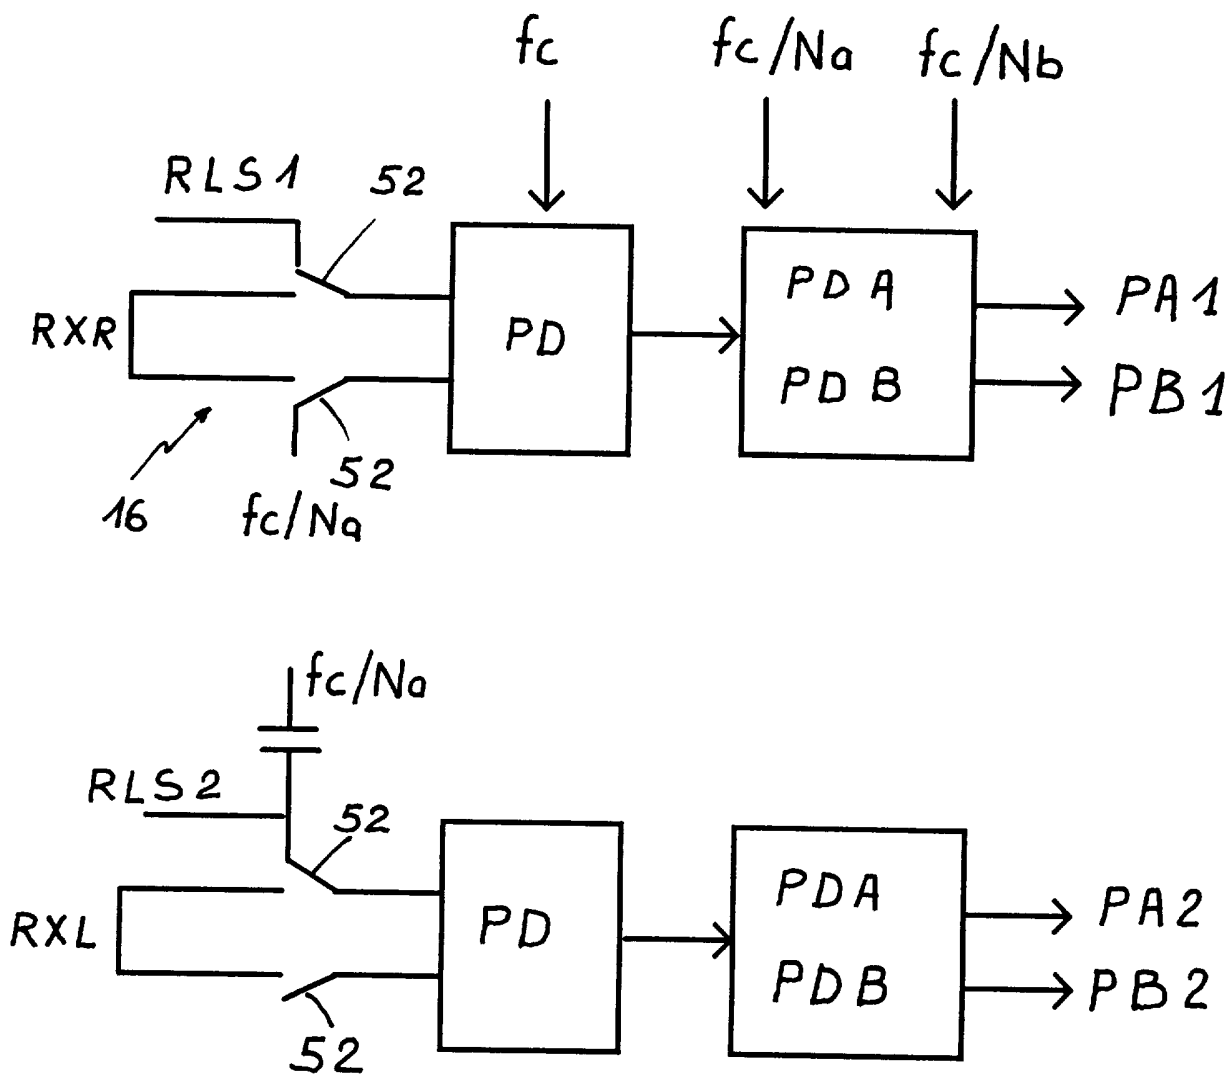 fc
fc/Na
fc/Nb
RLS1
52
RXR
PD
PDA
PDB
PA1
PB1
52
16
fc/Na
fc/Na
RLS2
52
RXL
PD
PDA
PDB
PA2
PB2
52